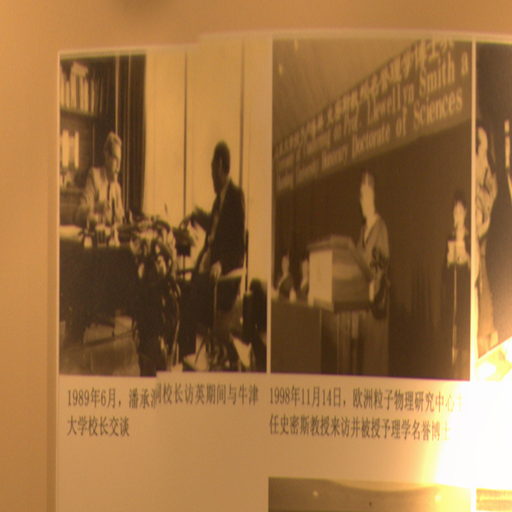 Llewellyn Smith a
Honorary Doctorate of Sciences
1989年6月，潘承洞校长访英期间与牛津
大学校长交谈
1998年11月14日，欧洲粒子物理研究中心主
任史密斯教授来访并被授予理学名誉博士